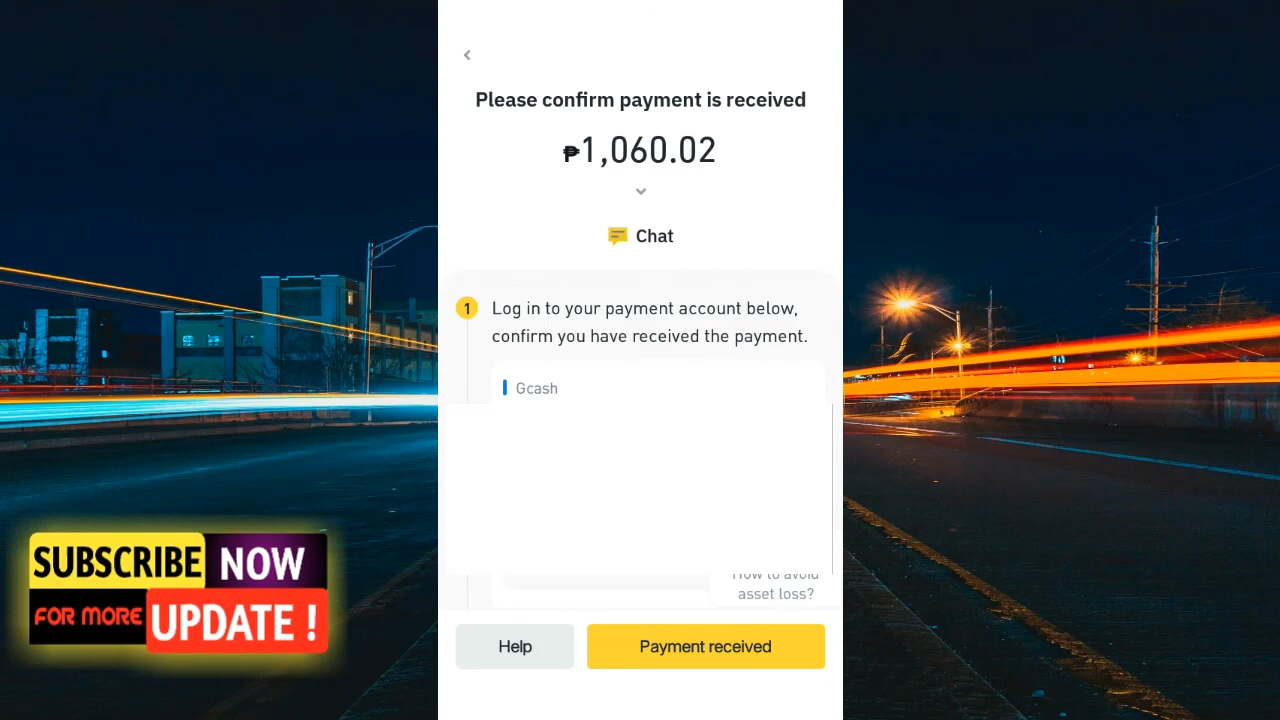 Please confirm payment is received
₱1,060.02
Chat
1 Log in to your payment account below,
confirm you have received the payment.
Gcash
How to avoid
asset loss?
Help
Payment received
SUBSCRIBE NOW
FOR MORE UPDATE !